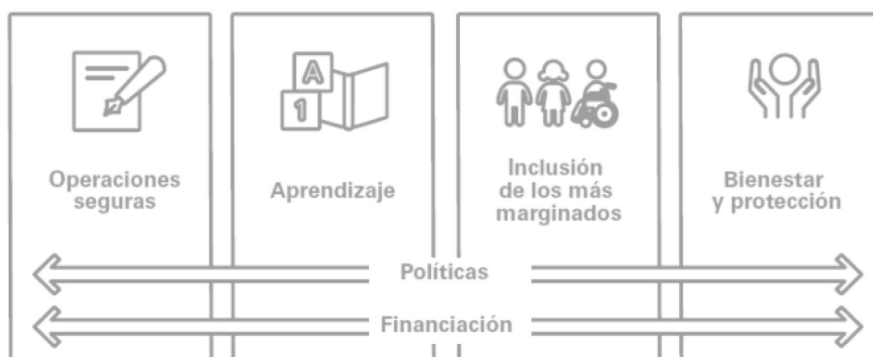 A
1
Operaciones
seguras
Aprendizaje
Inclusión
de los más
marginados
Bienestar
y protección
Políticas
Financiación